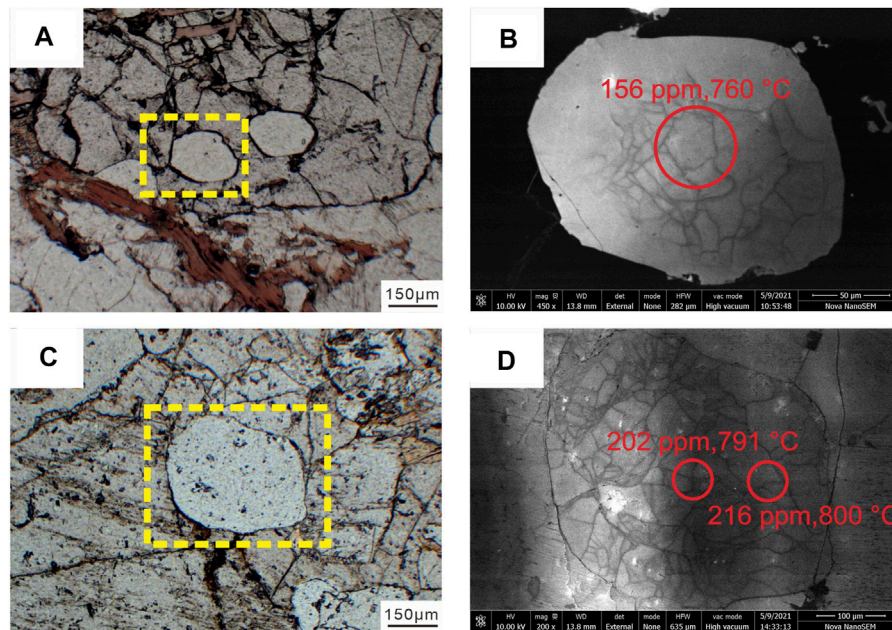 A
150μm
B
156 ppm,760 °C
HV mag WD det mode HFW vac mode 5/9/2021 50 μm
10.00 kV 450 x 13.8 mm External None 282 μm High vacuum 10:53:48 Nova NanoSEM
C
150μm
D
202 ppm,791 °C
216 ppm,800 °C
HV mag WD det mode HFW vac mode 5/9/2021 100 μm
10.00 kV 200 x 13.8 mm External None 635 μm High vacuum 14:33:13 Nova NanoSEM